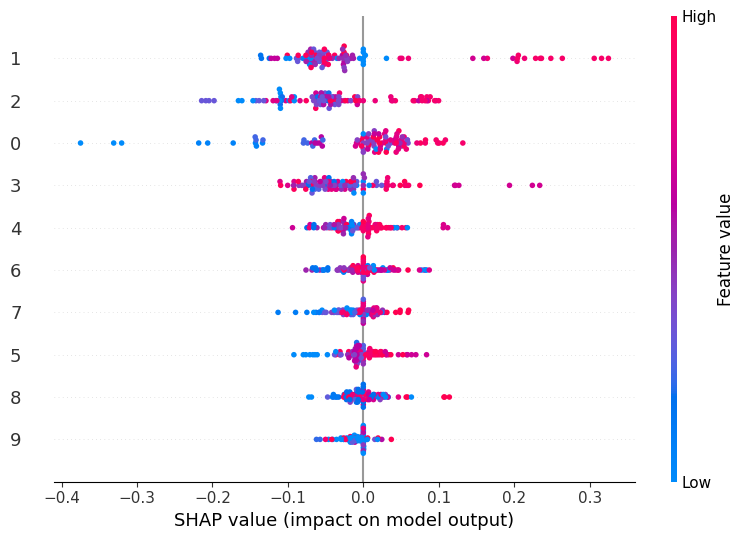 High
1
2
0
3
4
6
7
5
8
9
Feature value
Low
−0.4 −0.3 −0.2 −0.1 0.0 0.1 0.2 0.3
SHAP value (impact on model output)